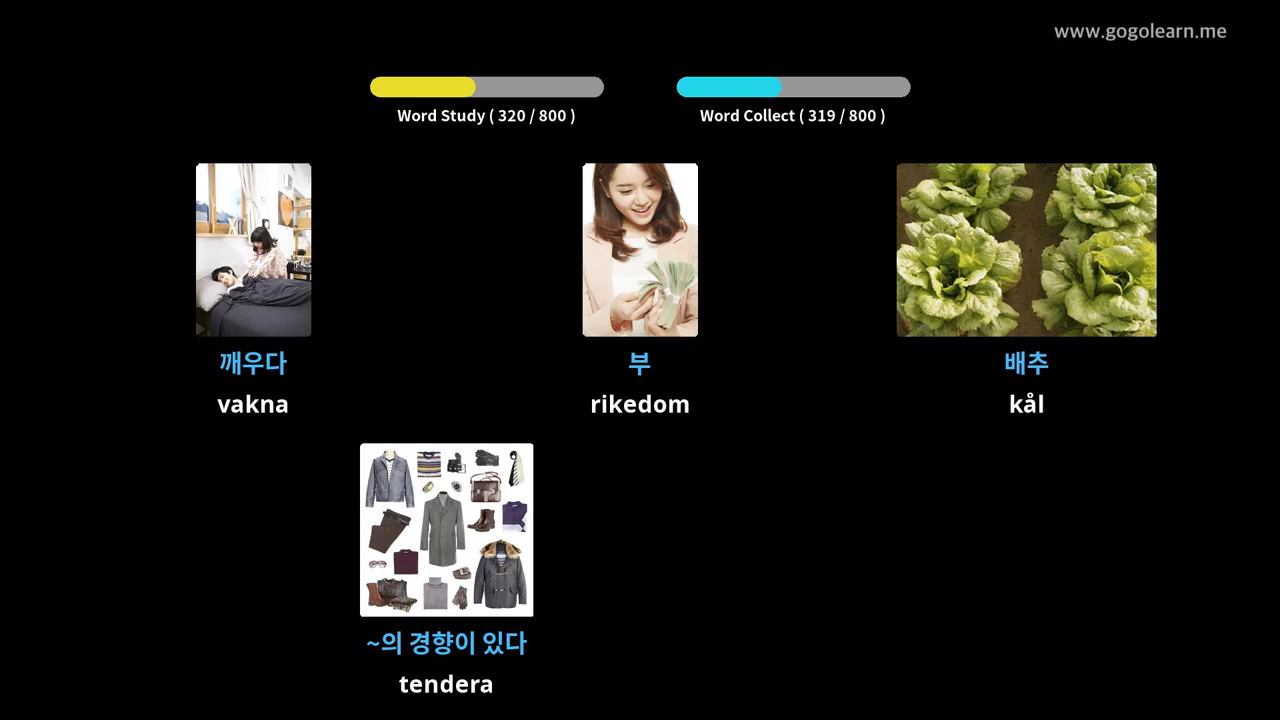 www.gogolearn.me
Word Study ( 320 / 800 )
Word Collect ( 319 / 800 )
깨우다
vakna
부
rikedom
배추
kål
~의 경향이 있다
tendera